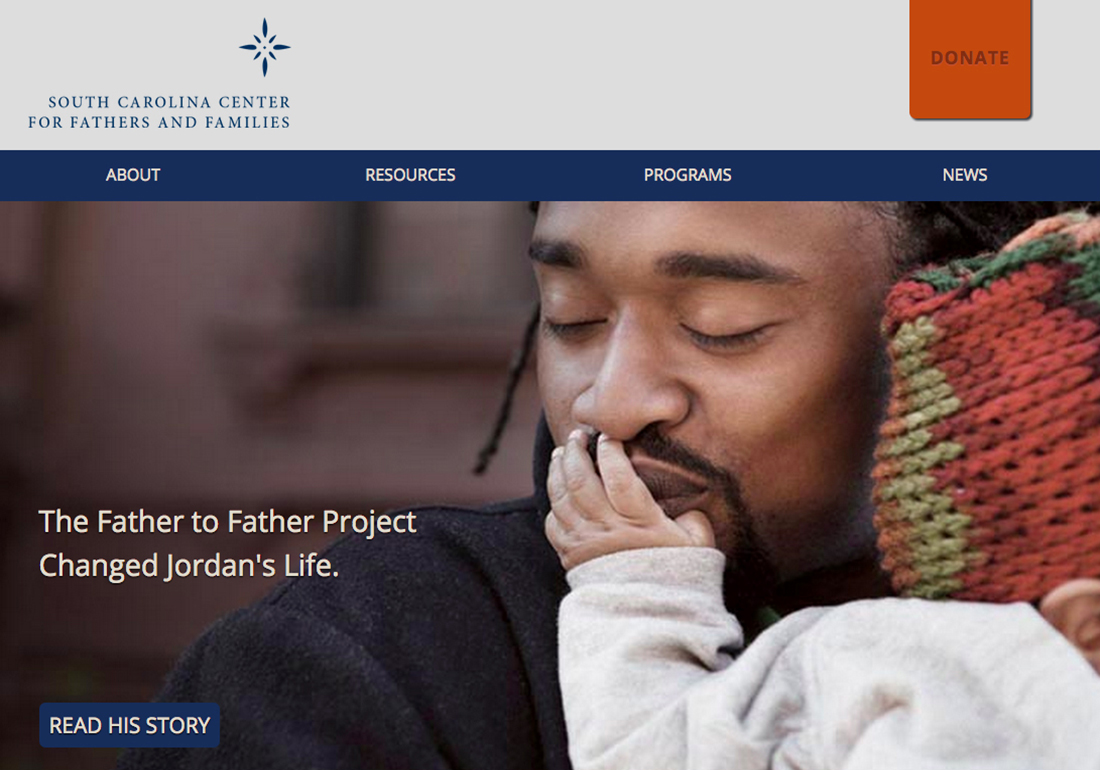 SOUTH CAROLINA CENTER
FOR FATHERS AND FAMILIES
DONATE
ABOUT
RESOURCES
PROGRAMS
NEWS
The Father to Father Project
Changed Jordan's Life.
READ HIS STORY